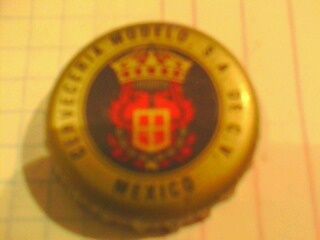 CERVECERIA MODELO, S.A. DE C.V.
MEXICO